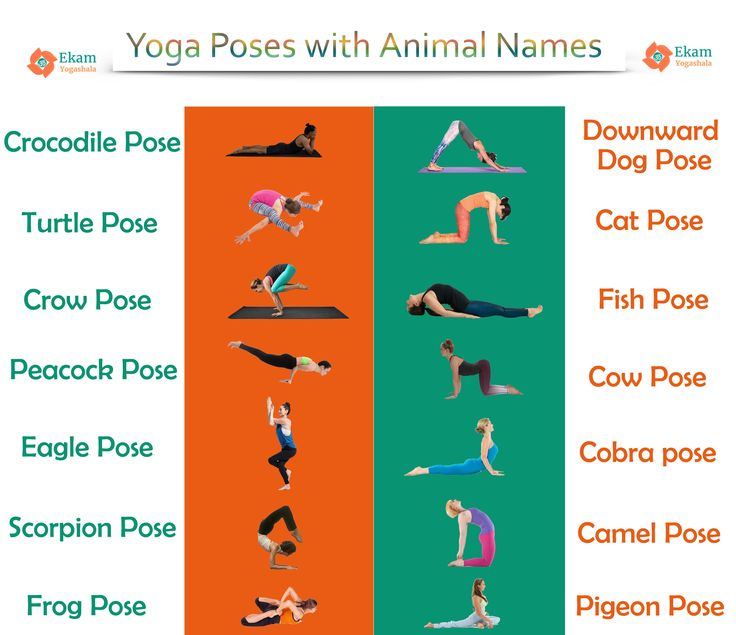 Ekam
Yogashala
Yoga Poses with Animal Names
Ekam
Yogashala
Crocodile Pose
Downward
Dog Pose
Turtle Pose
Cat Pose
Crow Pose
Fish Pose
Peacock Pose
Cow Pose
Eagle Pose
Cobra pose
Scorpion Pose
Camel Pose
Frog Pose
Pigeon Pose